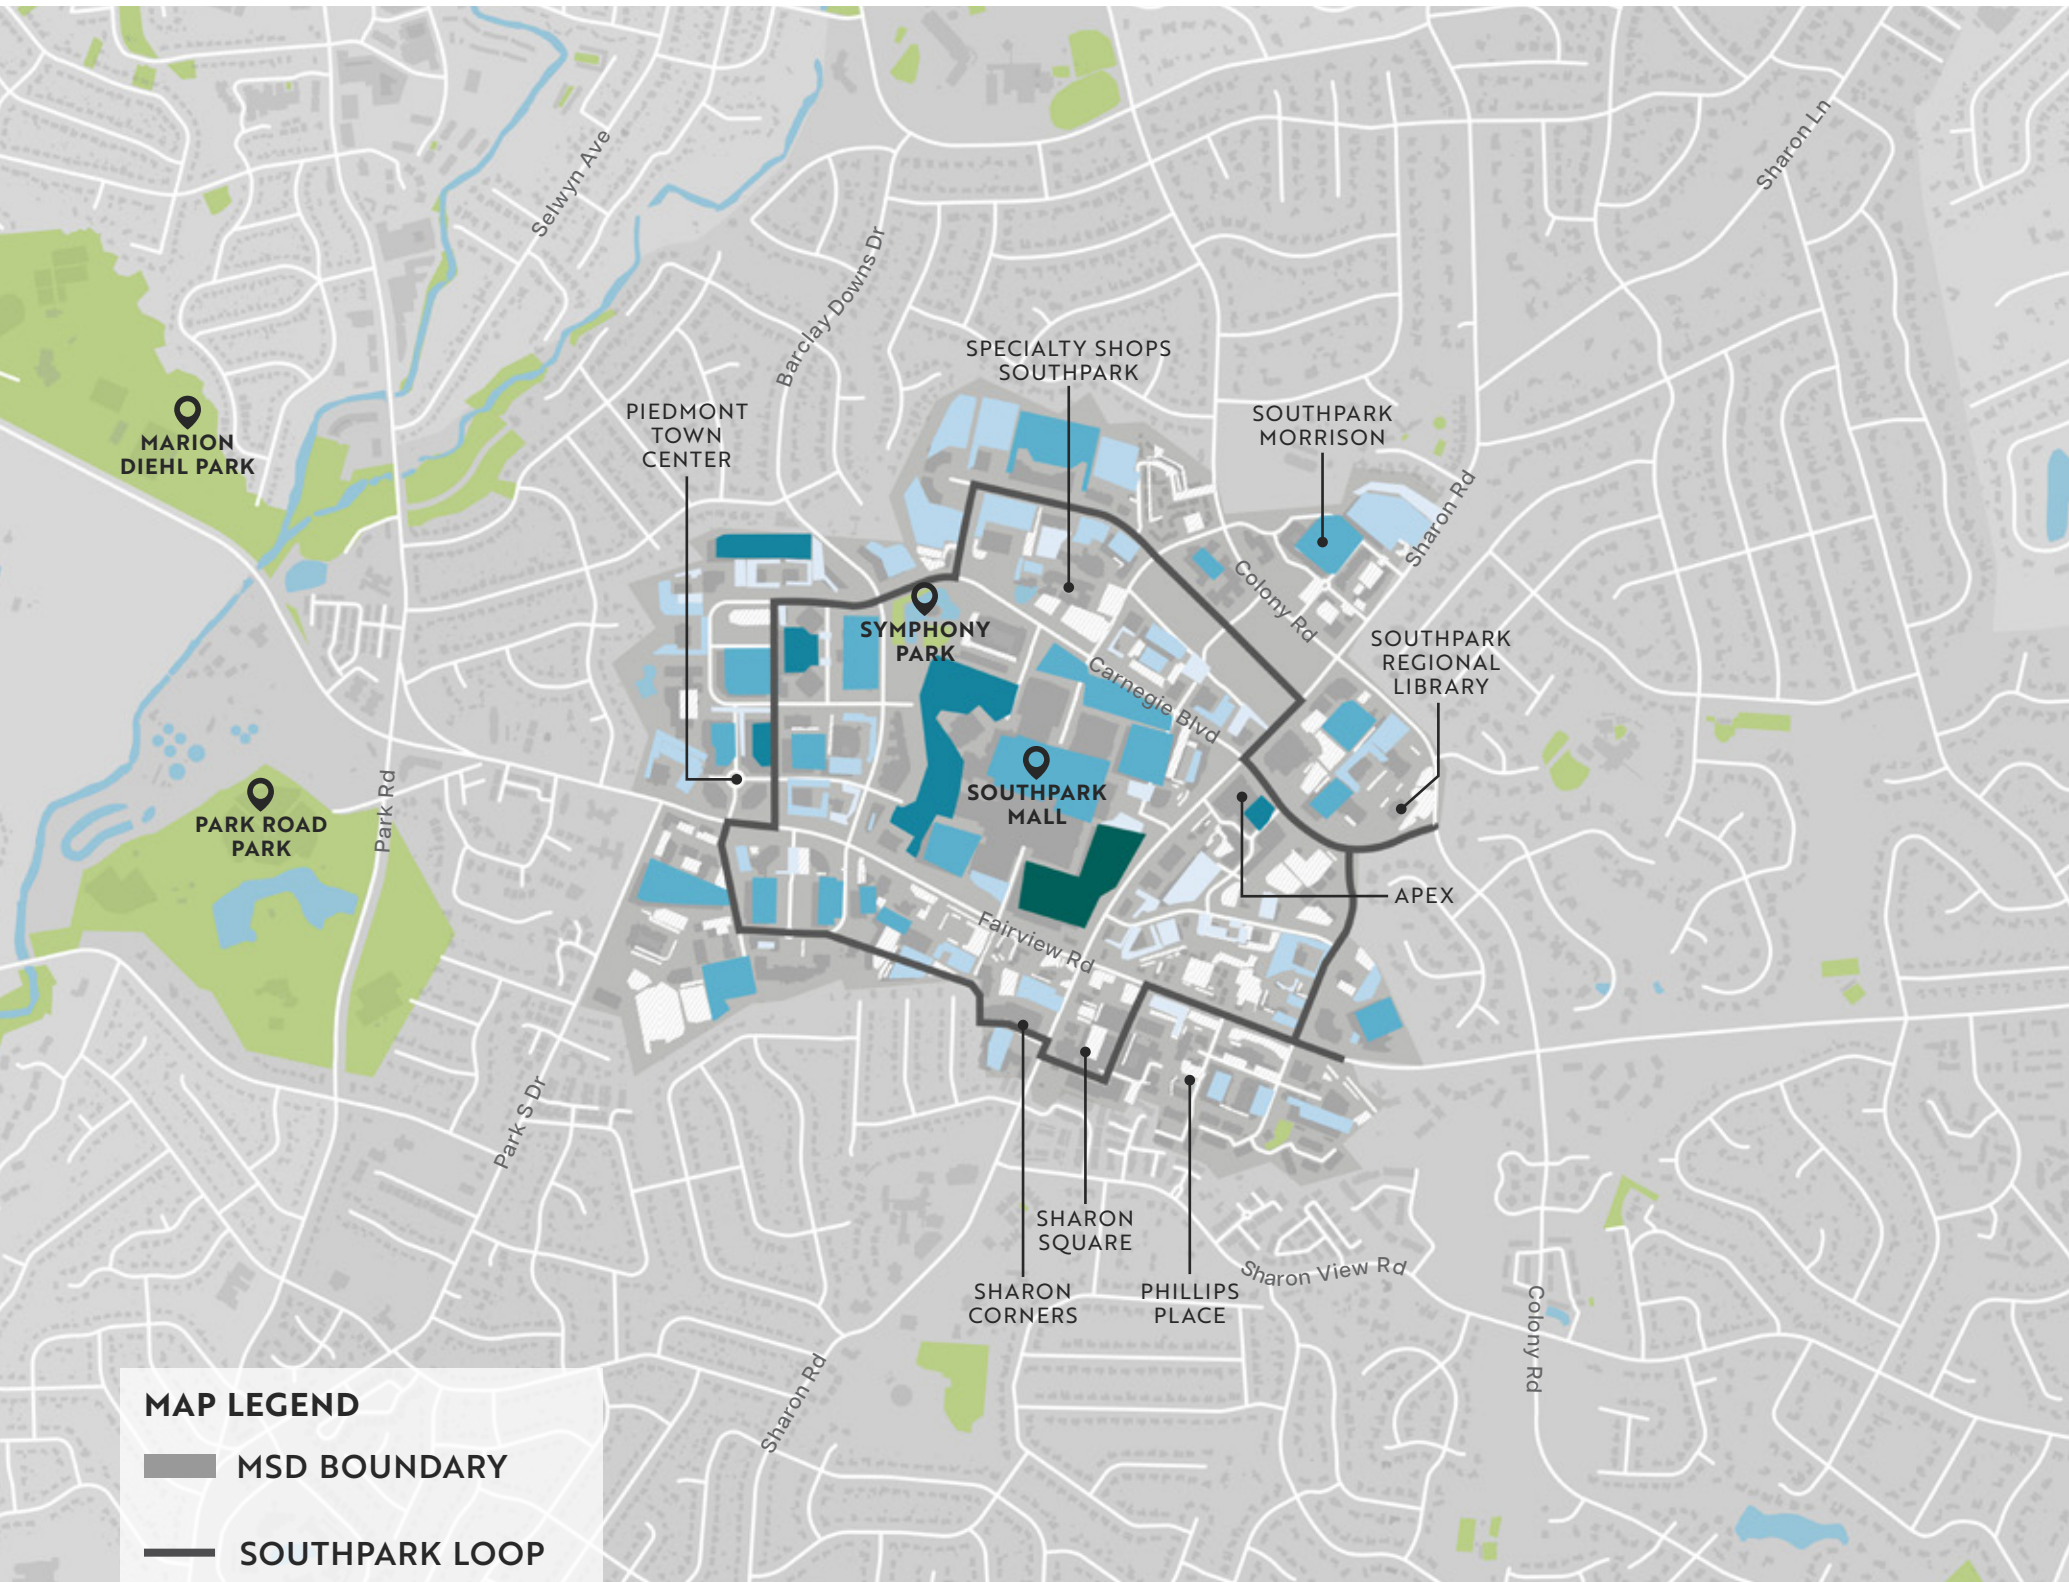 Selwyn Ave
Sharon Ln
Barclay Downs Dr
SPECIALTY SHOPS
SOUTHPARK
PIEDMONT
TOWN
CENTER
SOUTHPARK
MORRISON
MARION
DIEHL PARK
Sharon Rd
Colony Rd
SYMPHONY
PARK
SOUTHPARK
REGIONAL
LIBRARY
Carnegie Blvd
SOUTHPARK
MALL
PARK ROAD
PARK
Park Rd
APEX
Fairview Rd
Park S Dr
SHARON
SQUARE
SHARON
CORNERS
PHILLIPS
PLACE
Sharon View Rd
Colony Rd
Sharon Rd
MAP LEGEND
MSD BOUNDARY
SOUTHPARK LOOP